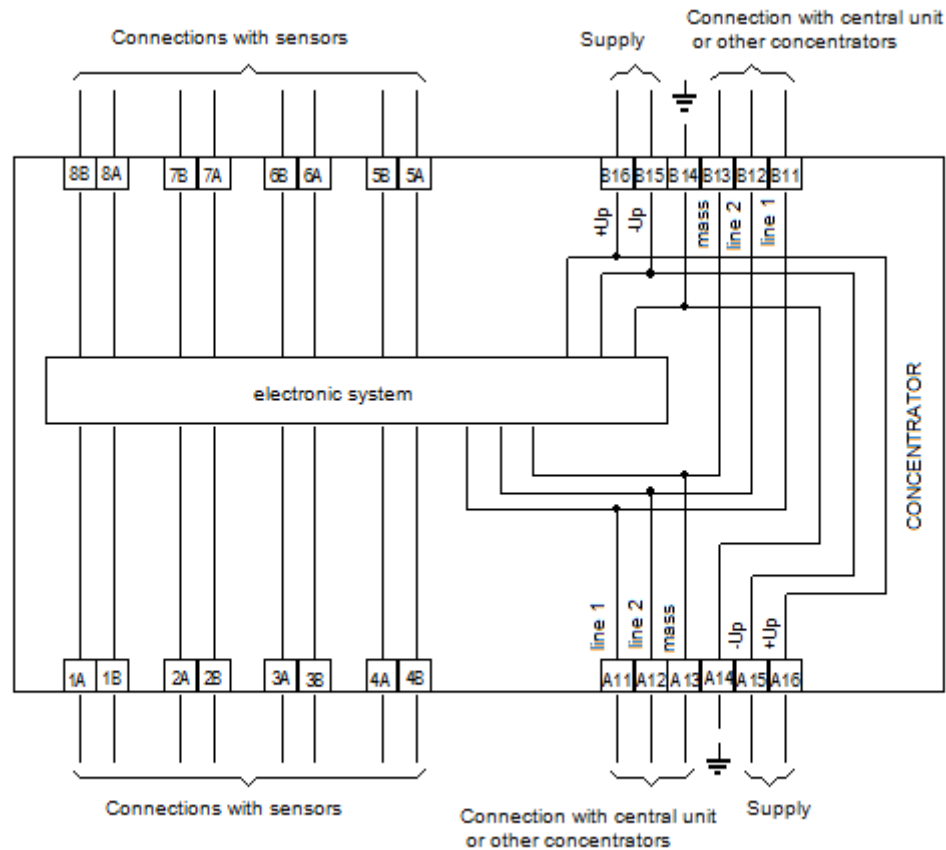 Connections with sensors
Supply
Connection with central unit
or other concentrators
8B 8A 7B 7A 6B 6A 5B 5A B16 B15 B14 B13 B12 B11
+Up
-Up
mass
line 2
line 1
electronic system
CONCENTRATOR
line 1
line 2
mass
-Up
+Up
1A 1B 2A 2B 3A 3B 4A 4B A11 A12 A13 A14 A15 A16
Connections with sensors
Connection with central unit
or other concentrators
Supply